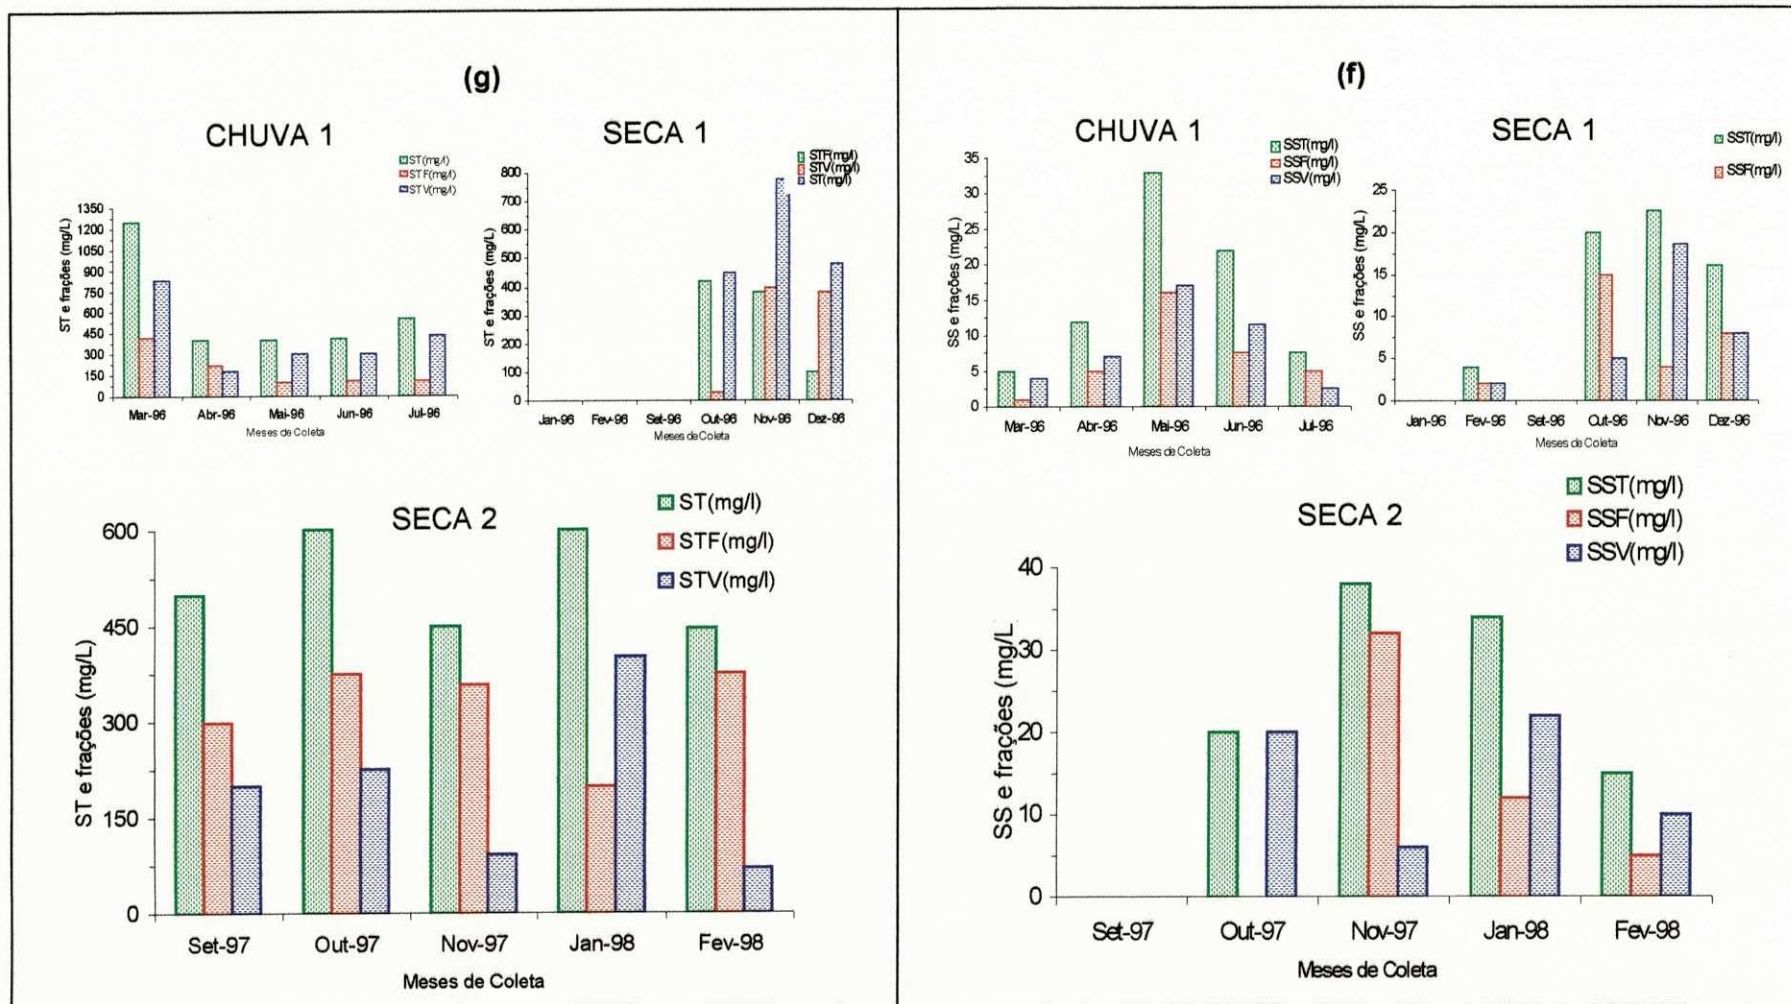 (g)
CHUVA 1
ST(mg/l)
STF(mg/l)
STV(mg/l)
ST e frações (mg/L)
1350
1200
1050
900
750
600
450
300
150
0
Mar-96 Abr-96 Mai-96 Jun-96 Jul-96
Meses de Coleta
SECA 1
STF(mg/l)
STV(mg/l)
ST(mg/l)
ST e frações (mg/L)
800
700
600
500
400
300
200
100
0
Jan-96 Fev-96 Set-96 Out-96 Nov-96 Dez-96
Meses de Coleta
SECA 2
ST(mg/l)
STF(mg/l)
STV(mg/l)
ST e frações (mg/L)
600
450
300
150
0
Set-97 Out-97 Nov-97 Jan-98 Fev-98
Meses de Coleta
(f)
CHUVA 1
SST(mg/l)
SSF(mg/l)
SSV(mg/l)
SS e frações (mg/L)
35
30
25
20
15
10
5
0
Mar-96 Abr-96 Mai-96 Jun-96 Jul-96
Meses de Coleta
SECA 1
SST(mg/l)
SSF(mg/l)
SS e frações (mg/L)
25
20
15
10
5
0
Jan-96 Fev-96 Set-96 Out-96 Nov-96 Dez-96
Meses de Coleta
SECA 2
SST(mg/l)
SSF(mg/l)
SSV(mg/l)
SS e frações (mg/L
40
30
20
10
0
Set-97 Out-97 Nov-97 Jan-98 Fev-98
Meses de Coleta